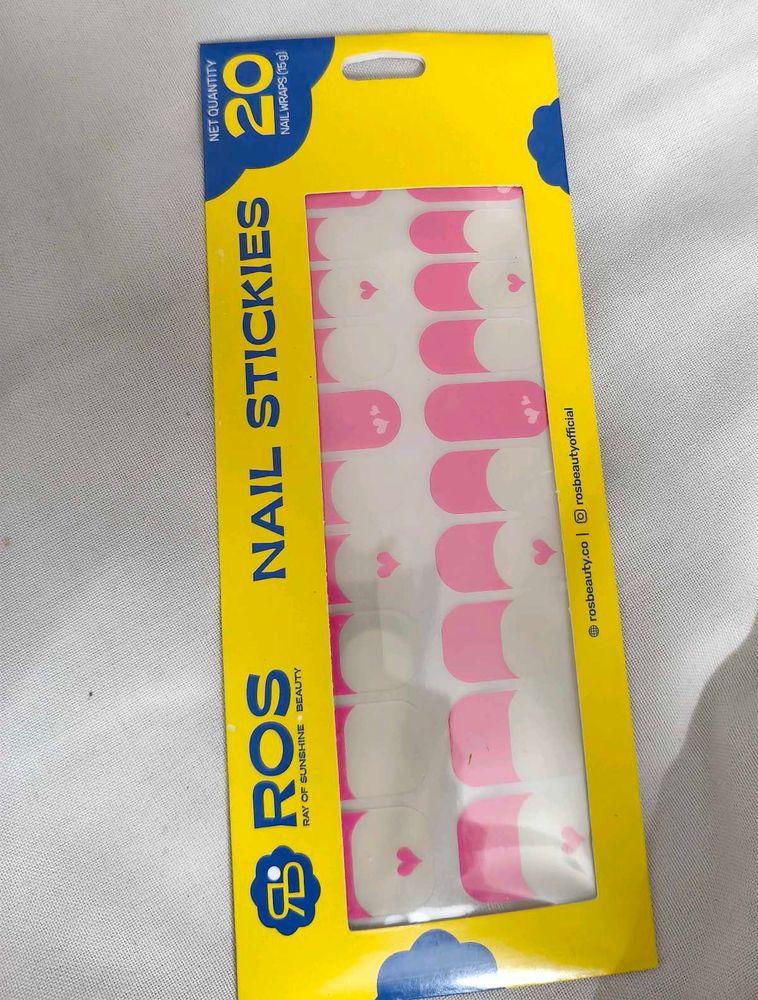 NET QUANTITY
20
NAIL WRAPS (15g)
NAIL STICKIES
ROS
RAY OF SUNSHINE • BEAUTY
rosbeauty.co | rosbeautyofficial